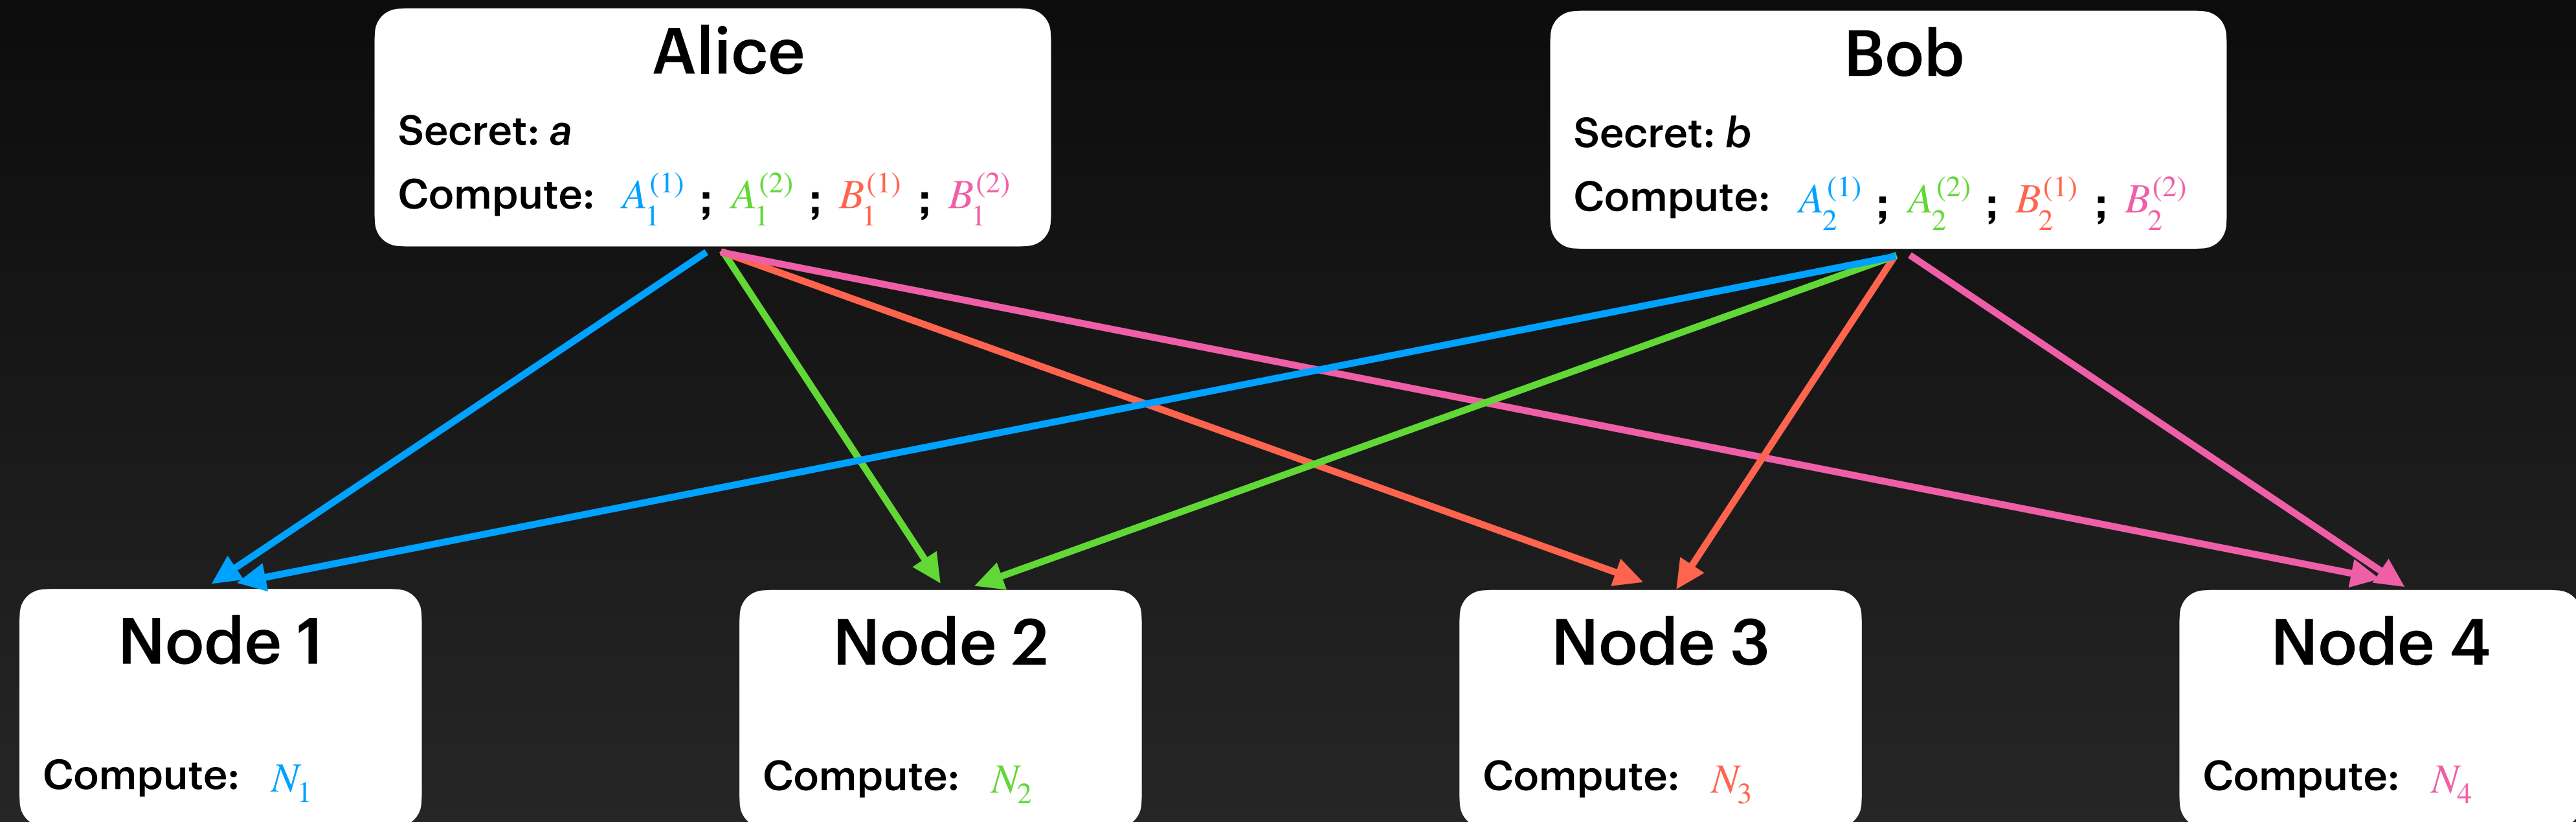 Alice
Secret: a
Compute: A₁⁽¹⁾ ; A₁⁽²⁾ ; B₁⁽¹⁾ ; B₁⁽²⁾
Bob
Secret: b
Compute: A₂⁽¹⁾ ; A₂⁽²⁾ ; B₂⁽¹⁾ ; B₂⁽²⁾
Node 1
Compute: N₁
Node 2
Compute: N₂
Node 3
Compute: N₃
Node 4
Compute: N₄